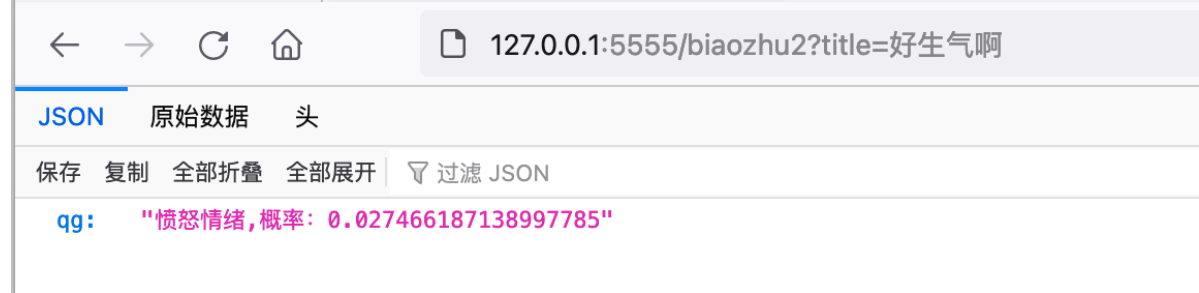 127.0.0.1:5555/biaozhu2?title=好生气啊
JSON 原始数据 头
保存 复制 全部折叠 全部展开 过滤 JSON
qg: "愤怒情绪,概率：0.027466187138997785"